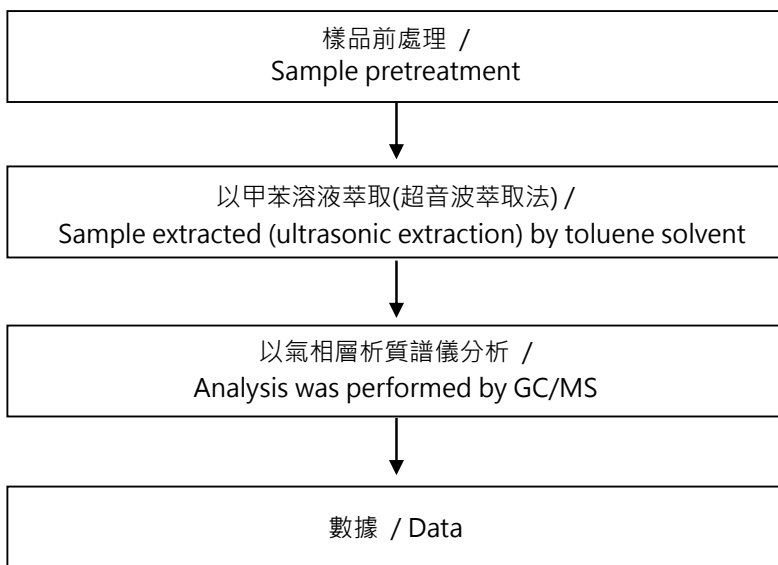 樣品前處理 /
Sample pretreatment
以甲苯溶液萃取(超音波萃取法) /
Sample extracted (ultrasonic extraction) by toluene solvent
以氣相層析質譜儀分析 /
Analysis was performed by GC/MS
數據 / Data